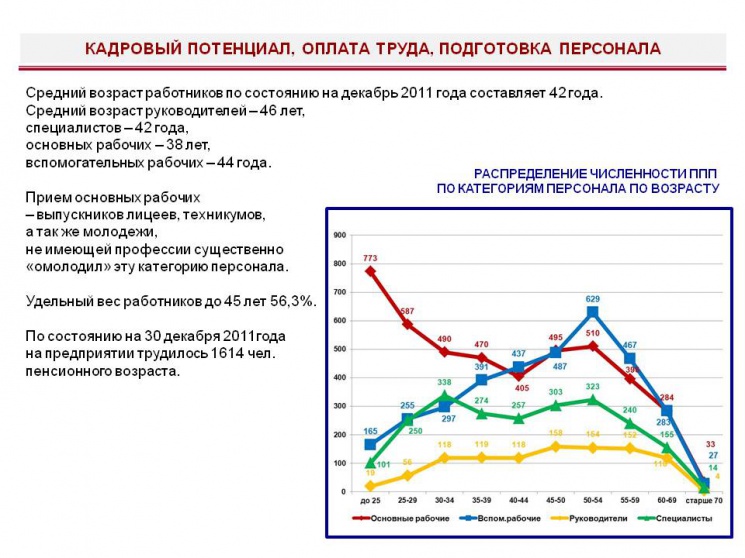 КАДРОВЫЙ ПОТЕНЦИАЛ, ОПЛАТА ТРУДА, ПОДГОТОВКА ПЕРСОНАЛА
Средний возраст работников по состоянию на декабрь 2011 года составляет 42 года.
Средний возраст руководителей – 46 лет,
специалистов – 42 года,
основных рабочих – 38 лет,
вспомогательных рабочих – 44 года.
Прием основных рабочих
– выпускников лицеев, техникумов,
а так же молодежи,
не имеющей профессии существенно
«омолодил» эту категорию персонала.
Удельный вес работников до 45 лет 56,3%.
По состоянию на 30 декабря 2011года
на предприятии трудилось 1614 чел.
пенсионного возраста.
РАСПРЕДЕЛЕНИЕ ЧИСЛЕННОСТИ ППП
ПО КАТЕГОРИЯМ ПЕРСОНАЛА ПО ВОЗРАСТУ
900
800
700
600
500
400
300
200
100
0
773
587
490
470
405
495
510
284
33
165
255
297
391
437
487
629
467
283
27
101
250
338
274
257
303
323
240
155
14
19
56
118
119
118
158
154
152
4
до 25 25-29 30-34 35-39 40-44 45-50 50-54 55-59 60-69 старше 70
Основные рабочие Вспом.рабочие Руководители Специалисты